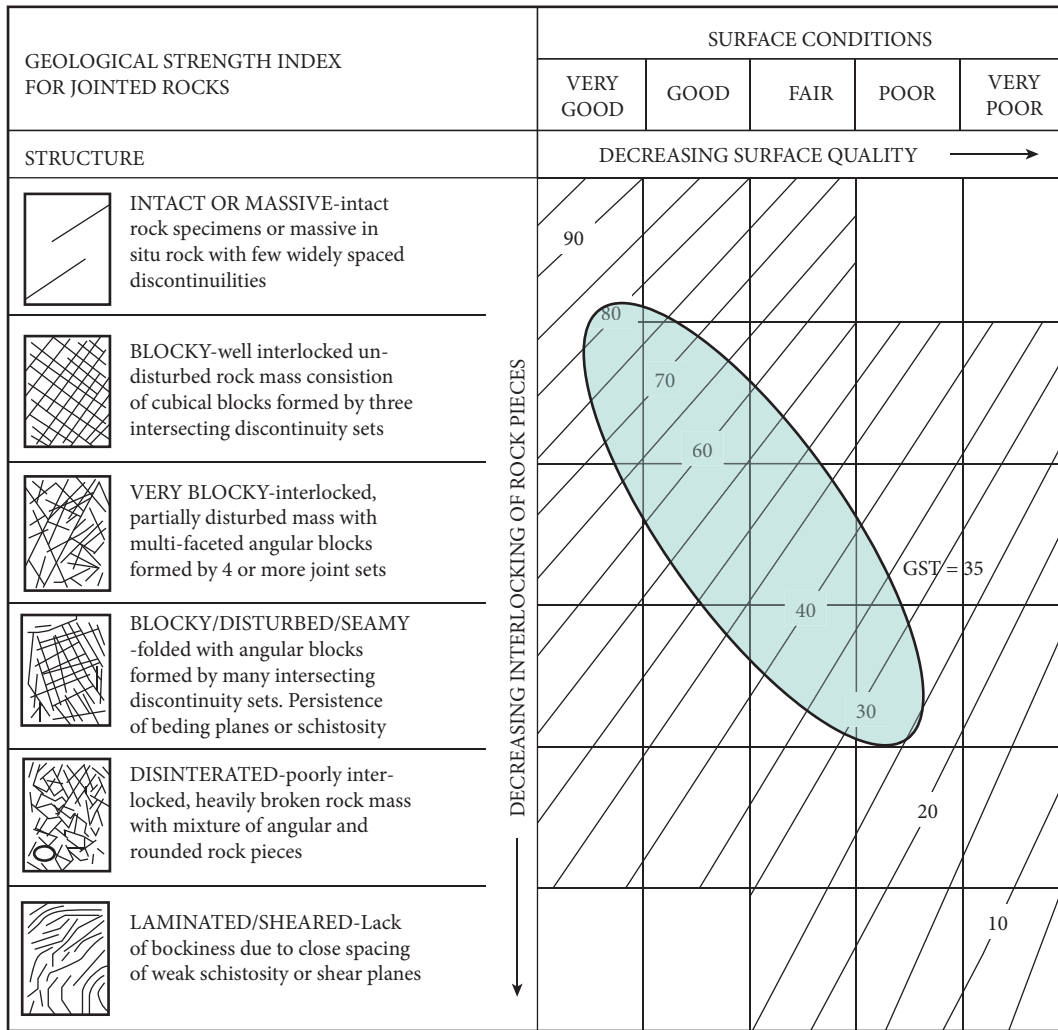 GEOLOGICAL STRENGTH INDEX
FOR JOINTED ROCKS
SURFACE CONDITIONS
VERY
GOOD
GOOD
FAIR
POOR
VERY
POOR
STRUCTURE
DECREASING SURFACE QUALITY
INTACT OR MASSIVE-intact
rock specimens or massive in
situ rock with few widely spaced
discontinuilities
BLOCKY-well interlocked un-
disturbed rock mass consistion
of cubical blocks formed by three
intersecting discontinuity sets
VERY BLOCKY-interlocked,
partially disturbed mass with
multi-faceted angular blocks
formed by 4 or more joint sets
BLOCKY/DISTURBED/SEAMY
-folded with angular blocks
formed by many intersecting
discontinuity sets. Persistence
of beding planes or schistosity
DISINTERATED-poorly inter-
locked, heavily broken rock mass
with mixture of angular and
rounded rock pieces
LAMINATED/SHEARED-Lack
of bockiness due to close spacing
of weak schistosity or shear planes
DECREASING INTERLOCKING OF ROCK PIECES
90
80
70
60
GST = 35
40
30
20
10